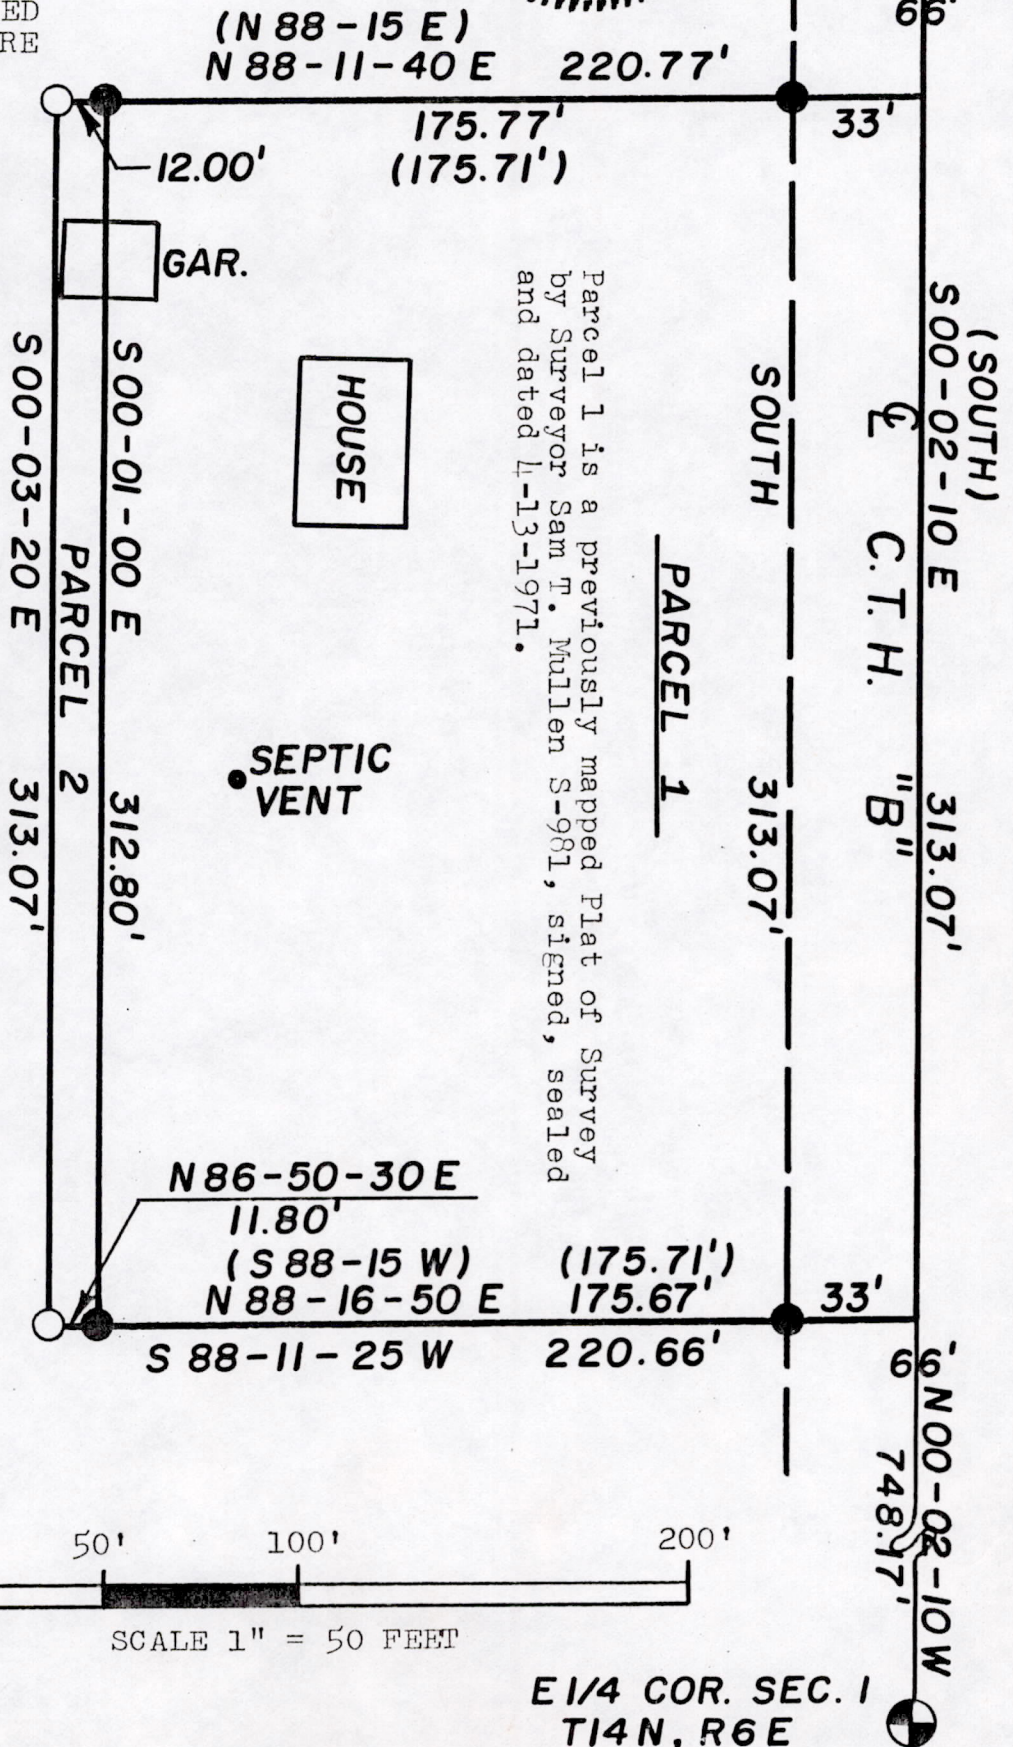 ED
RE
(N 88-15 E)
N 88-11-40 E 220.77'
66'
175.77'
(175.71')
33'
12.00'
GAR.
HOUSE
Parcel 1 is a previously mapped Plat of Survey
by Surveyor Sam T. Mullen S-981, signed, sealed
and dated 4-13-1971.
PARCEL 1
SOUTH 313.07'
℄ C.T.H. "B"
(SOUTH)
S 00-02-10 E 313.07'
S 00-03-20 E 313.07'
PARCEL 2
S 00-01-00 E 312.80'
SEPTIC
VENT
N 86-50-30 E
11.80'
(S 88-15 W) (175.71')
N 88-16-50 E 175.67'
33'
S 88-11-25 W 220.66'
66'
N 00-02-10 W
748.17'
50' 100' 200'
SCALE 1" = 50 FEET
E 1/4 COR. SEC. 1
T14N, R6E